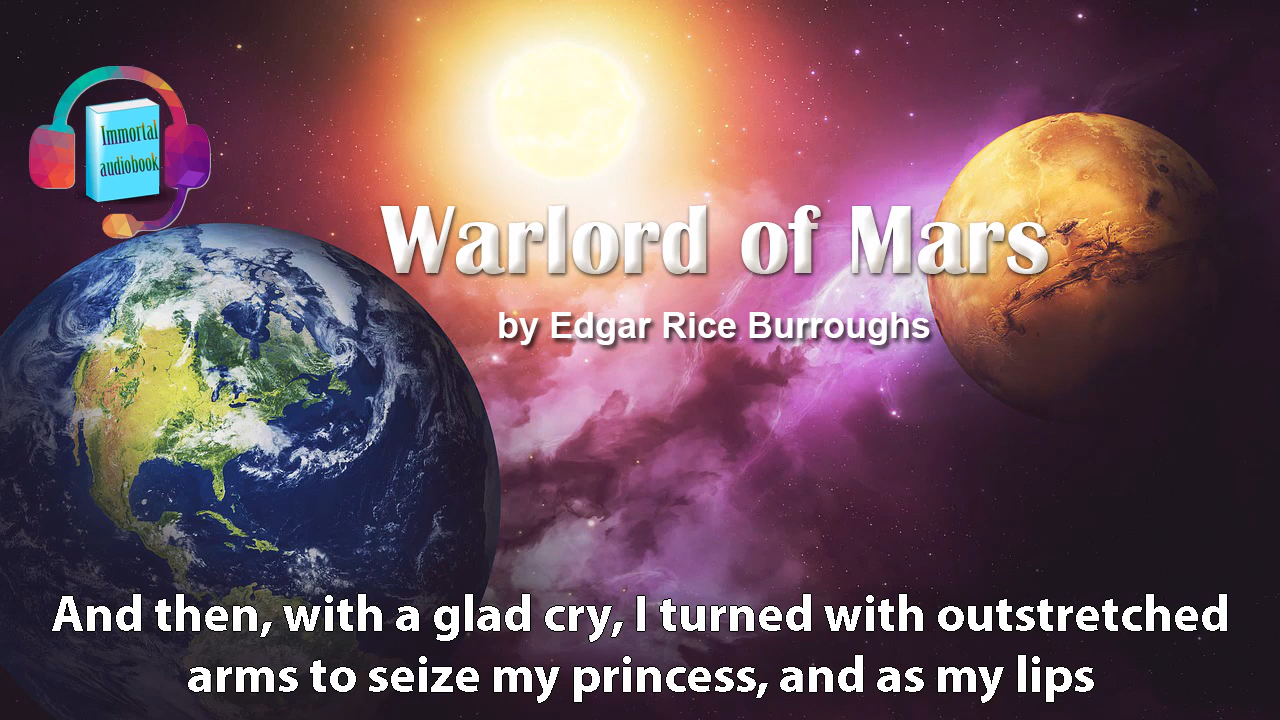 Immortal
audiobook
Warlord of Mars
by Edgar Rice Burroughs
And then, with a glad cry, I turned with outstretched
arms to seize my princess, and as my lips